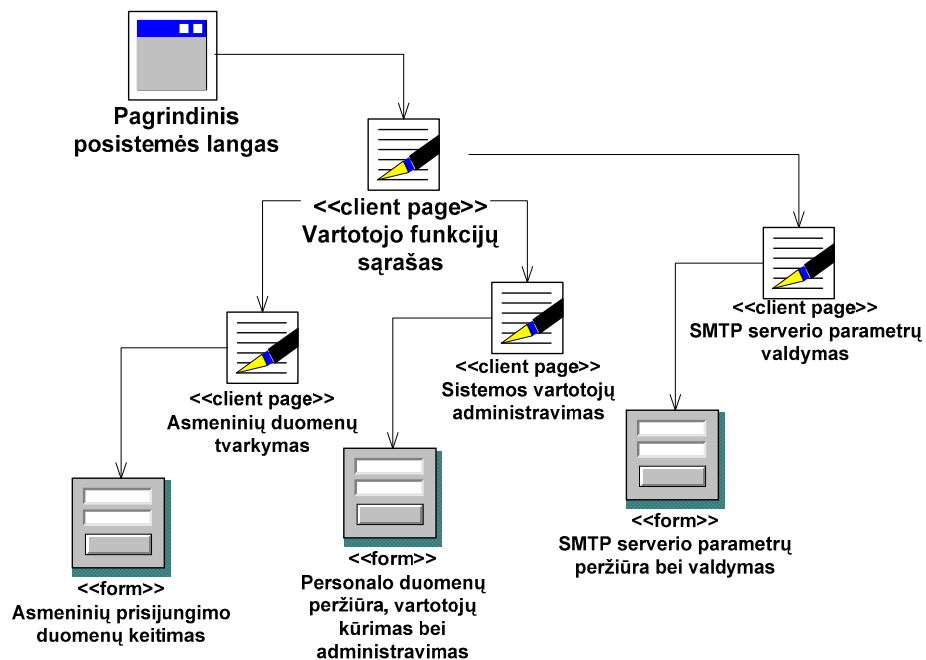 Pagrindinis
posistemės langas
<<client page>>
Vartotojo funkcijų
sąrašas
<<client page>>
SMTP serverio parametrų
valdymas
<<client page>>
Sistemos vartotojų
administravimas
<<client page>>
Asmeninių duomenų
tvarkymas
<<form>>
SMTP serverio parametrų
peržiūra bei valdymas
<<form>>
Personalo duomenų
peržiūra, vartotojų
kūrimas bei
administravimas
<<form>>
Asmeninių prisijungimo
duomenų keitimas